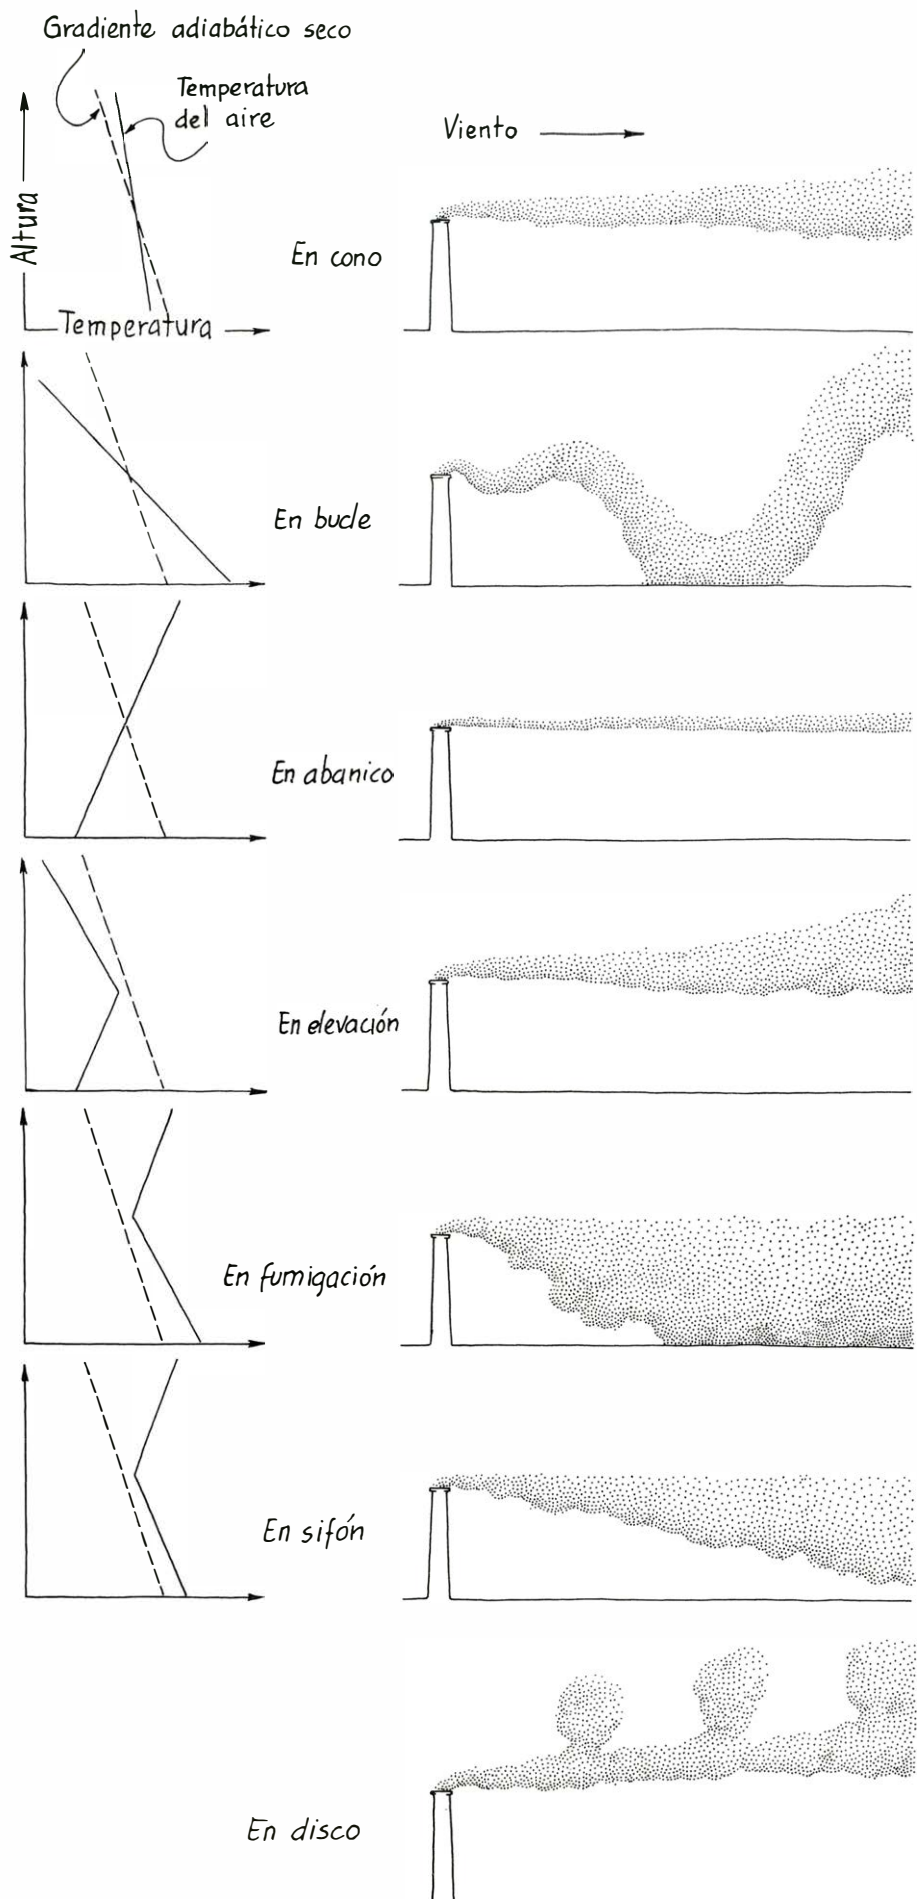 Gradiente adiabático seco
Temperatura
del aire
Viento
Altura
En cono
Temperatura
En bucle
En abanico
En elevación
En fumigación
En sifón
En disco